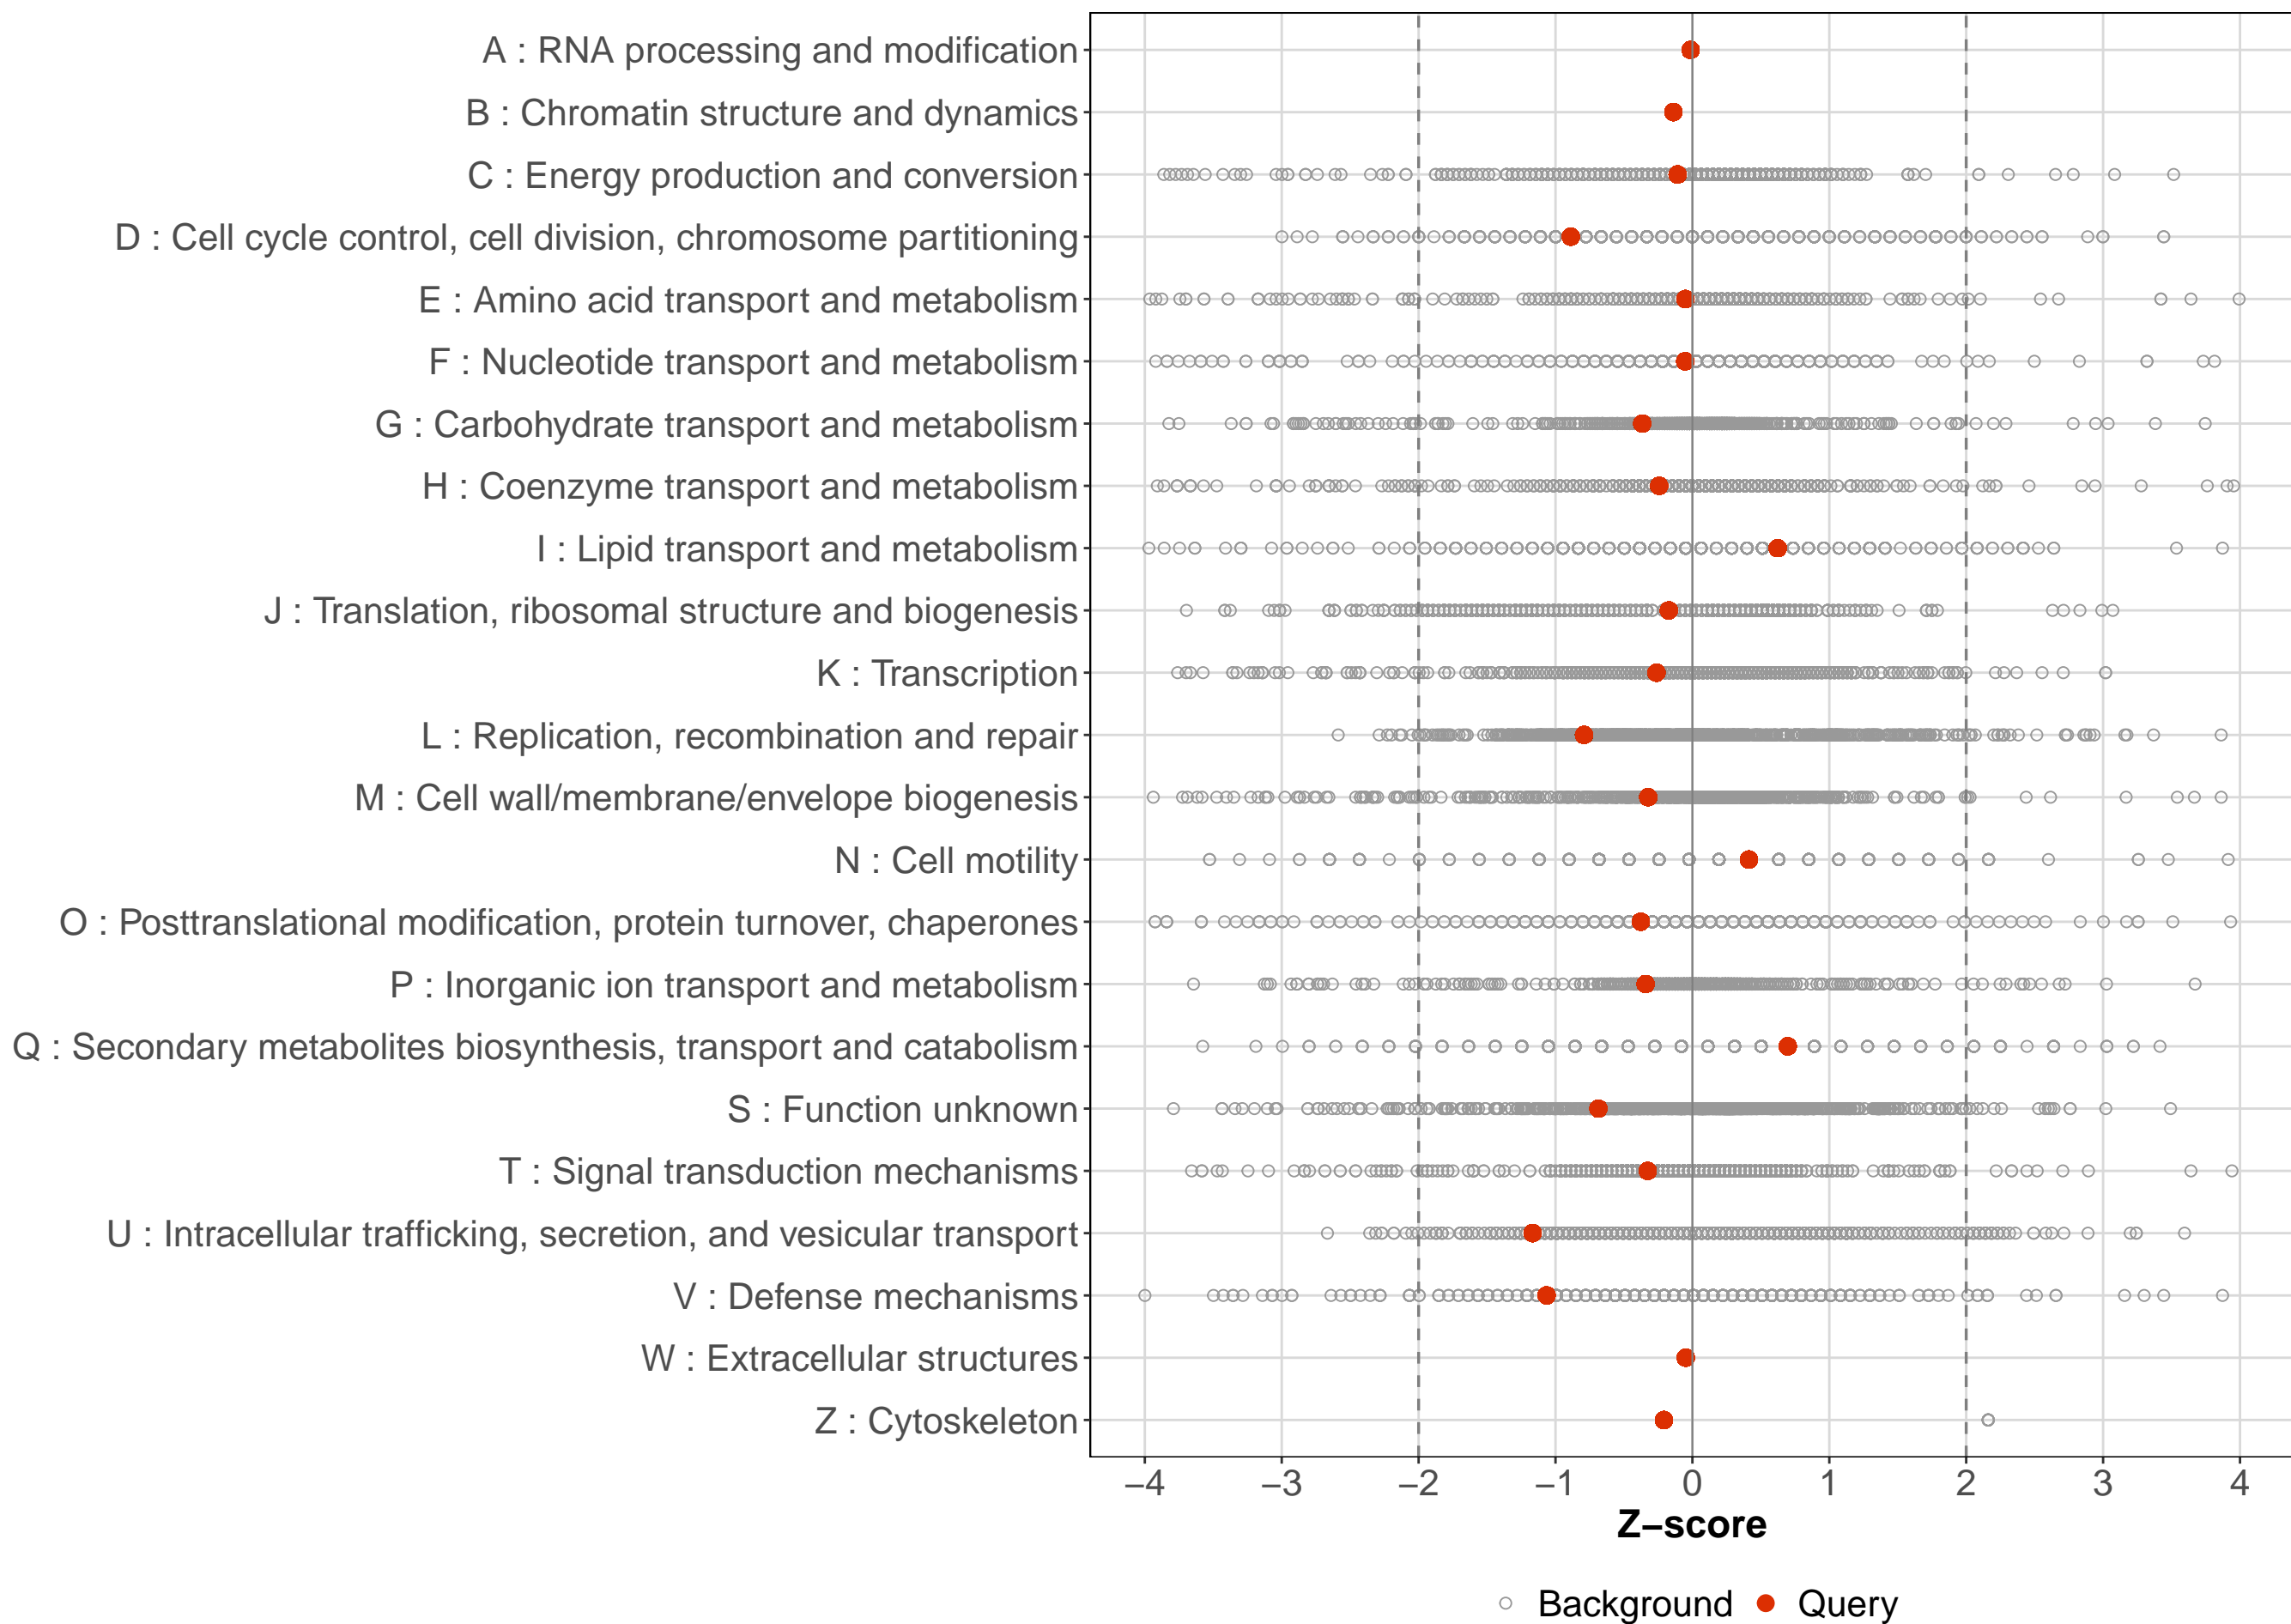 A : RNA processing and modification
B : Chromatin structure and dynamics
C : Energy production and conversion
D : Cell cycle control, cell division, chromosome partitioning
E : Amino acid transport and metabolism
F : Nucleotide transport and metabolism
G : Carbohydrate transport and metabolism
H : Coenzyme transport and metabolism
I : Lipid transport and metabolism
J : Translation, ribosomal structure and biogenesis
K : Transcription
L : Replication, recombination and repair
M : Cell wall/membrane/envelope biogenesis
N : Cell motility
O : Posttranslational modification, protein turnover, chaperones
P : Inorganic ion transport and metabolism
Q : Secondary metabolites biosynthesis, transport and catabolism
S : Function unknown
T : Signal transduction mechanisms
U : Intracellular trafficking, secretion, and vesicular transport
V : Defense mechanisms
W : Extracellular structures
Z : Cytoskeleton
−4 −3 −2 −1 0 1 2 3 4
Z−score
Background Query